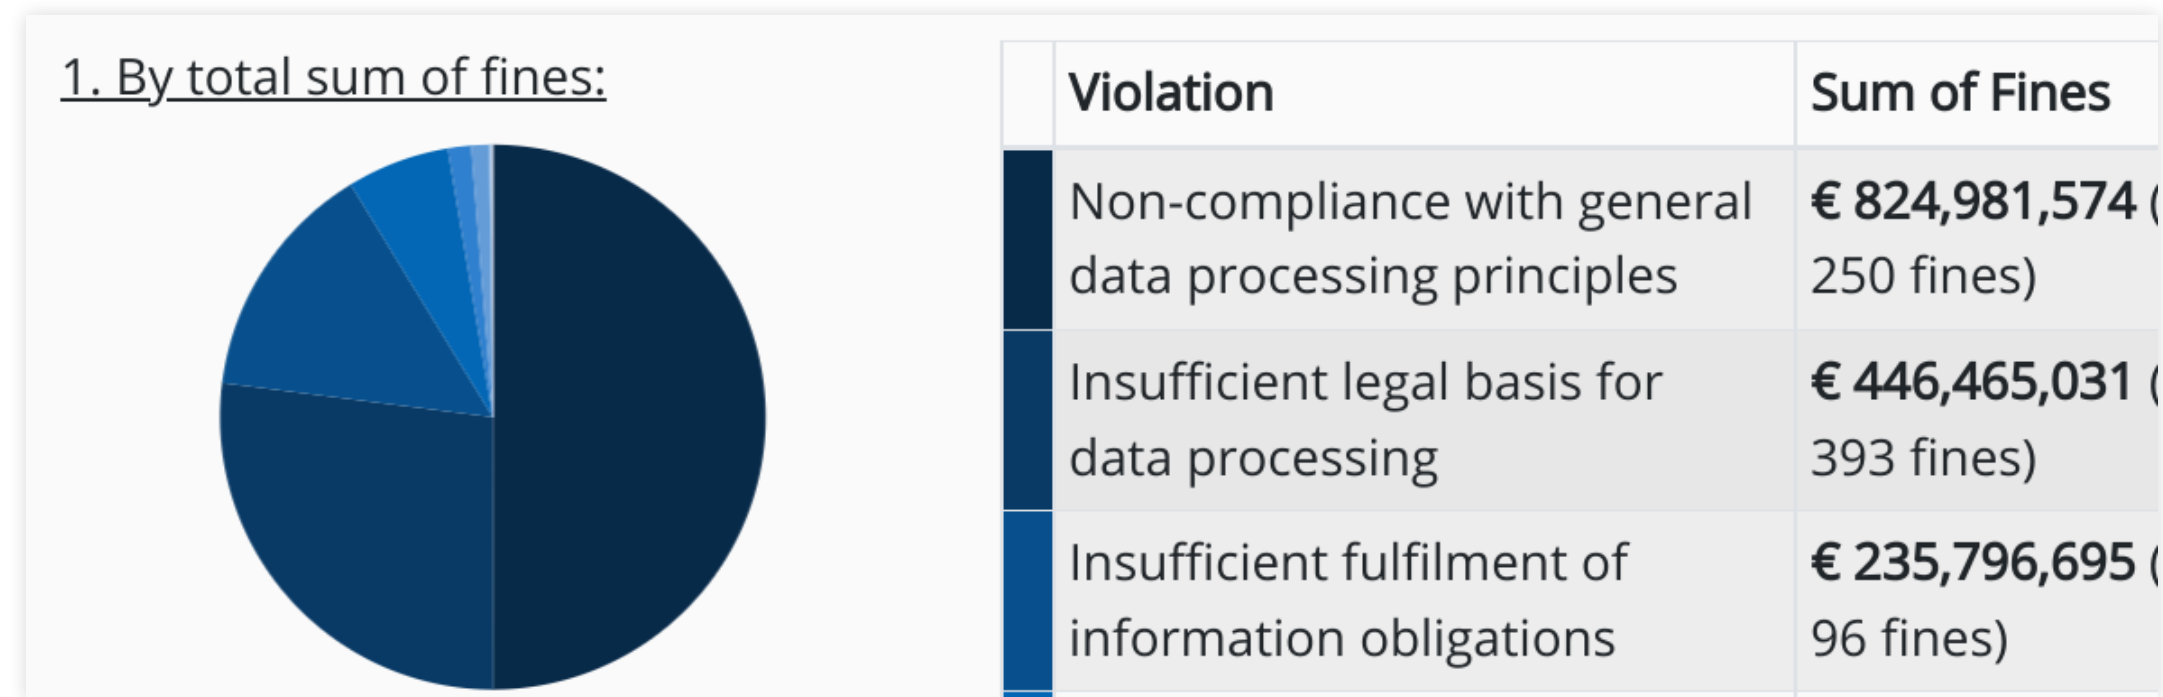 1. By total sum of fines:
Violation
Sum of Fines
Non-compliance with general
data processing principles
€ 824,981,574 (
250 fines)
Insufficient legal basis for
data processing
€ 446,465,031 (
393 fines)
Insufficient fulfilment of
information obligations
€ 235,796,695 (
96 fines)